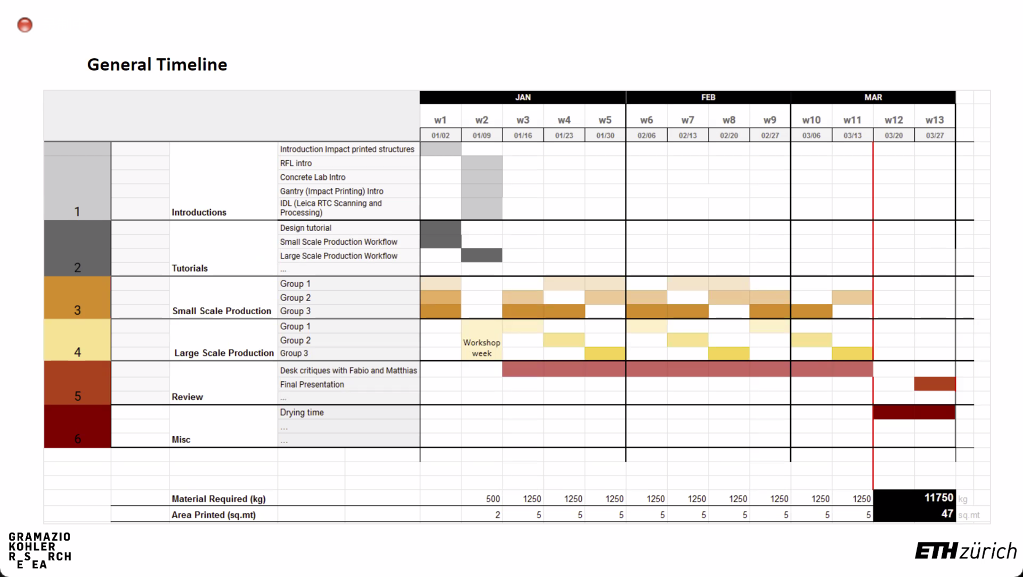 General Timeline
JAN FEB MAR
w1 w2 w3 w4 w5 w6 w7 w8 w9 w10 w11 w12 w13
01/02 01/09 01/16 01/23 01/30 02/06 02/13 02/20 02/27 03/06 03/13 03/20 03/27
Introduction Impact printed structures
RFL intro
Concrete Lab Intro
Gantry (Impact Printing) Intro
IDL (Leica RTC Scanning and
Processing)
1 Introductions
Design tutorial
Small Scale Production Workflow
Large Scale Production Workflow
...
2 Tutorials
Group 1
Group 2
3 Small Scale Production Group 3
Group 1
Group 2
Workshop
4 Large Scale Production Group 3 week
Desk critiques with Fabio and Matthias
Final Presentation
...
5 Review
Drying time
...
6 Misc ...
Material Required (kg) 500 1250 1250 1250 1250 1250 1250 1250 1250 1250 11750 kg
Area Printed (sq.mt) 2 5 5 5 5 5 5 5 5 5 47 sq.mt
GRAMAZIO
KOHLER
RESEARCH
ETH zürich